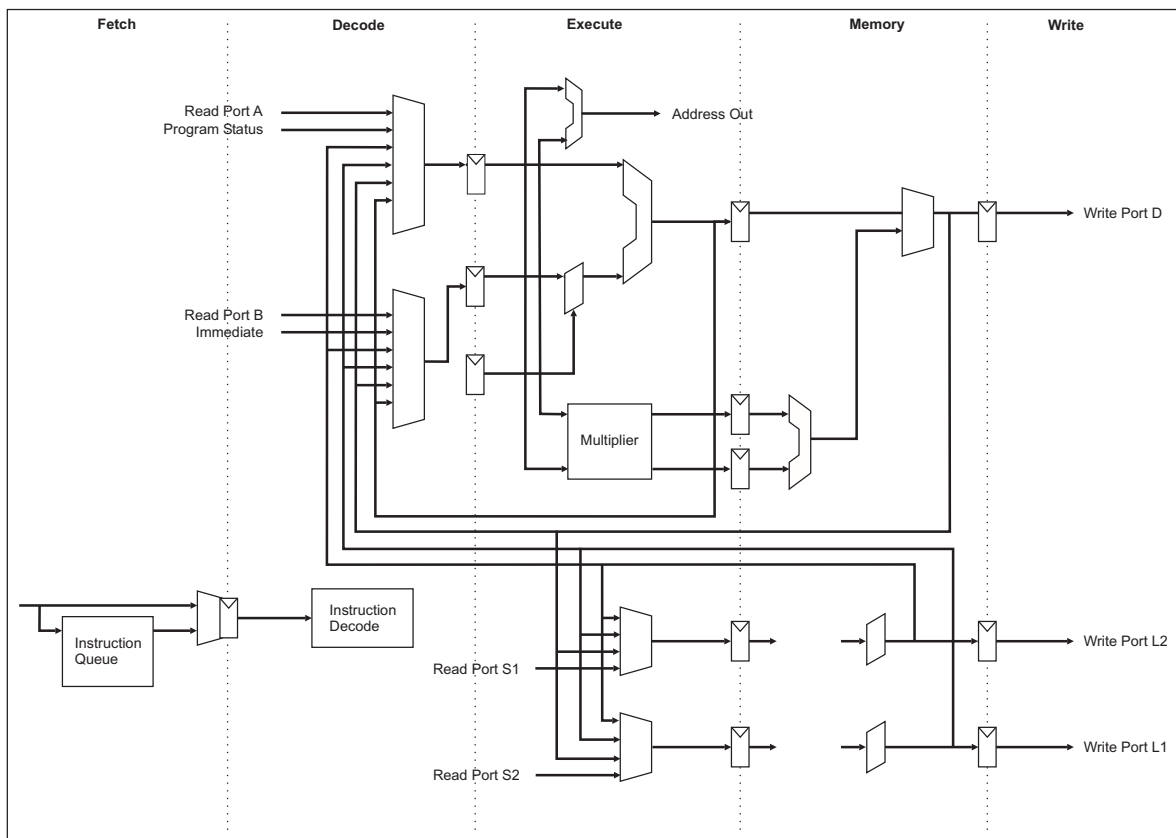 Fetch
Decode
Execute
Memory
Write
Read Port A
Program Status
Address Out
Write Port D
Read Port B
Immediate
Multiplier
Instruction
Queue
Instruction
Decode
Read Port S1
Write Port L2
Read Port S2
Write Port L1